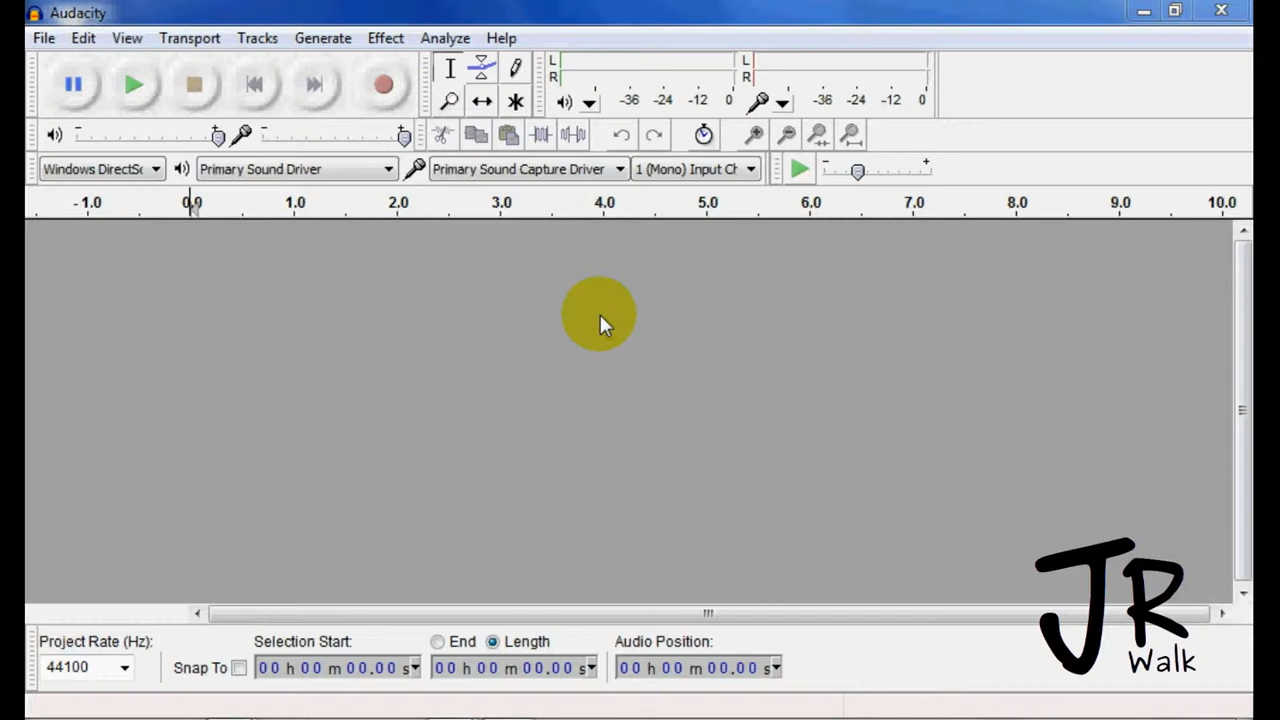 Audacity
File Edit View Transport Tracks Generate Effect Analyze Help
L
R
-36 -24 -12 0
L
R
-36 -24 -12 0
Windows DirectSo Primary Sound Driver Primary Sound Capture Driver 1 (Mono) Input Ch
- 1.0 0.0 1.0 2.0 3.0 4.0 5.0 6.0 7.0 8.0 9.0 10.0
Project Rate (Hz): Selection Start: End Length Audio Position:
44100 Snap To 00 h 00 m 00.00 s 00 h 00 m 00.00 s 00 h 00 m 00.00 s
JR
Walk